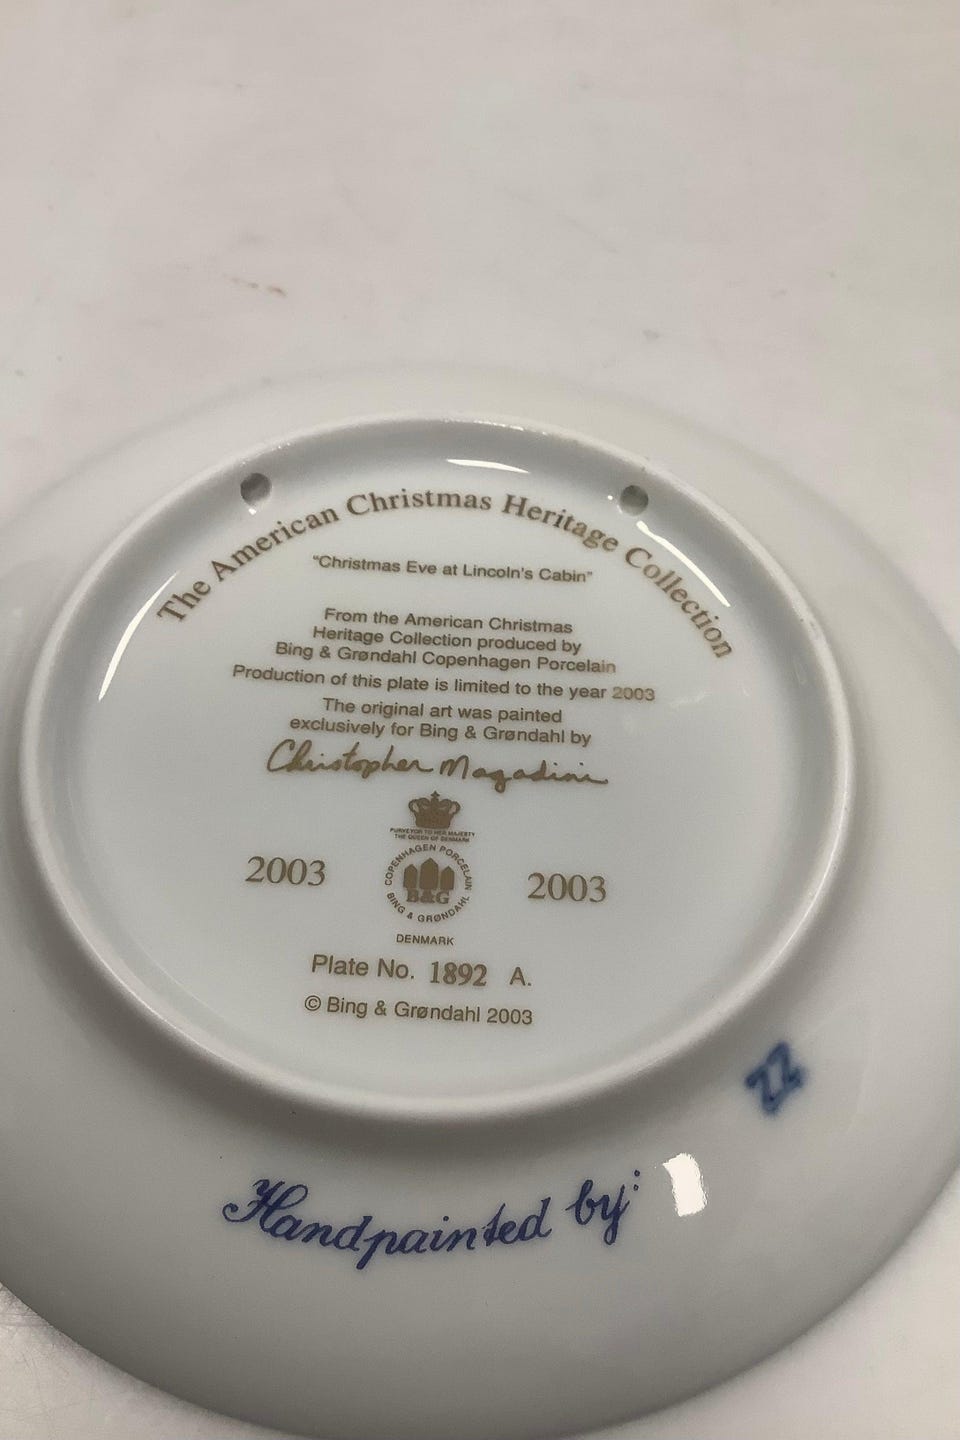 The American Christmas Heritage Collection
"Christmas Eve at Lincoln's Cabin"
From the American Christmas
Heritage Collection produced by
Bing & Grøndahl Copenhagen Porcelain
Production of this plate is limited to the year 2003
The original art was painted
exclusively for Bing & Grøndahl by
Christopher Magadini
PURVEYOR TO HER MAJESTY
THE QUEEN OF DENMARK
COPENHAGEN PORCELAIN
B&G
BING & GRØNDAHL
2003 2003
DENMARK
Plate No. 1892 A.
© Bing & Grøndahl 2003
Handpainted by: